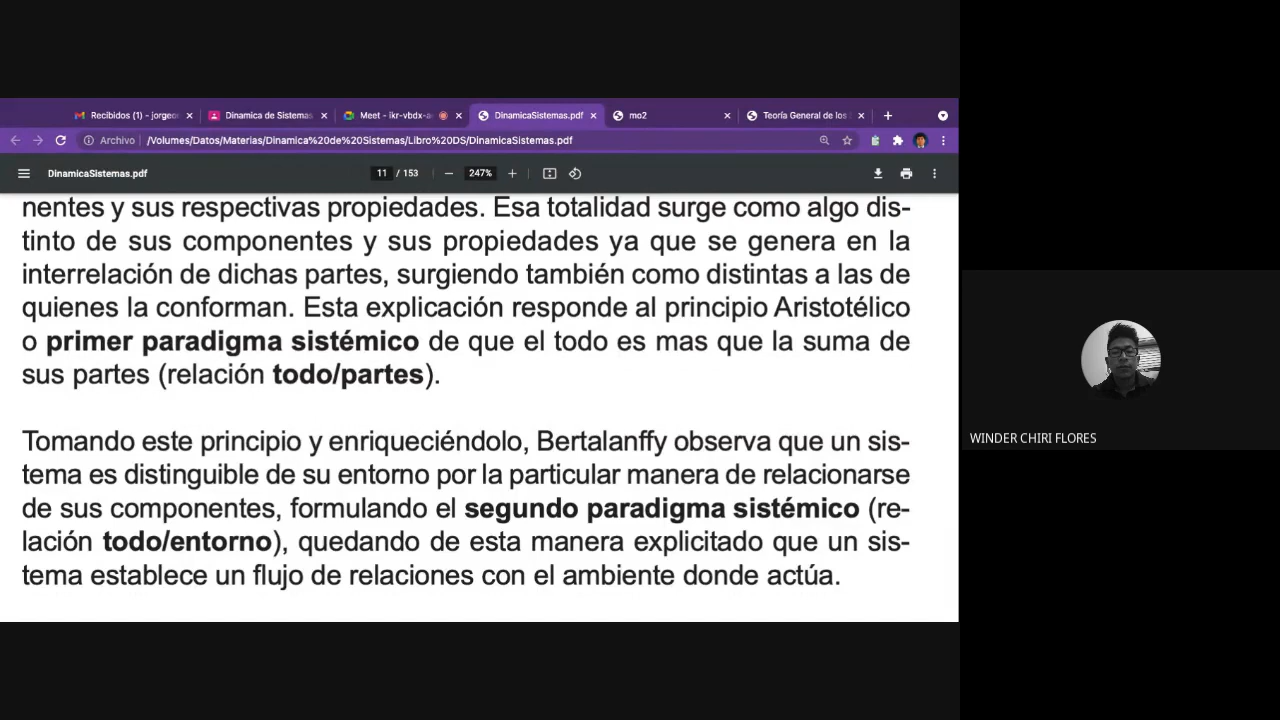 Recibidos (1) - jorgeo
Dinamica de Sistemas
Meet - ikr-vbdx-a
DinamicaSistemas.pdf
mo2
Teoría General de los
Archivo
/Volumes/Datos/Materias/Dinamica%20de%20Sistemas/Libro%20DS/DinamicaSistemas.pdf
DinamicaSistemas.pdf
11 / 153
247%
nentes y sus respectivas propiedades. Esa totalidad surge como algo dis-
tinto de sus componentes y sus propiedades ya que se genera en la
interrelación de dichas partes, surgiendo también como distintas a las de
quienes la conforman. Esta explicación responde al principio Aristotélico
o primer paradigma sistémico de que el todo es mas que la suma de
sus partes (relación todo/partes).
Tomando este principio y enriqueciéndolo, Bertalanffy observa que un sis-
tema es distinguible de su entorno por la particular manera de relacionarse
de sus componentes, formulando el segundo paradigma sistémico (re-
lación todo/entorno), quedando de esta manera explicitado que un sis-
tema establece un flujo de relaciones con el ambiente donde actúa.
WINDER CHIRI FLORES